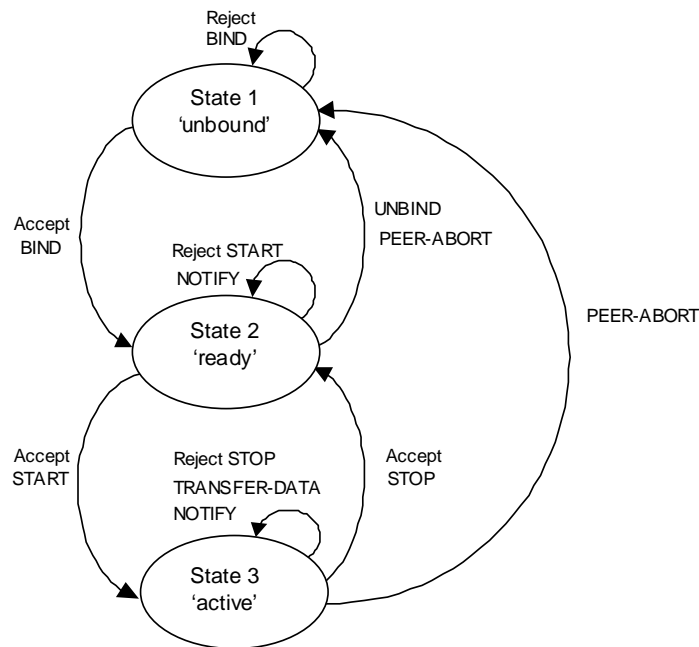 Reject
BIND
State 1
‘unbound’
Accept
BIND
UNBIND
PEER-ABORT
Reject START
NOTIFY
PEER-ABORT
State 2
‘ready’
Accept
START
Reject STOP
TRANSFER-DATA
NOTIFY
Accept
STOP
State 3
‘active’